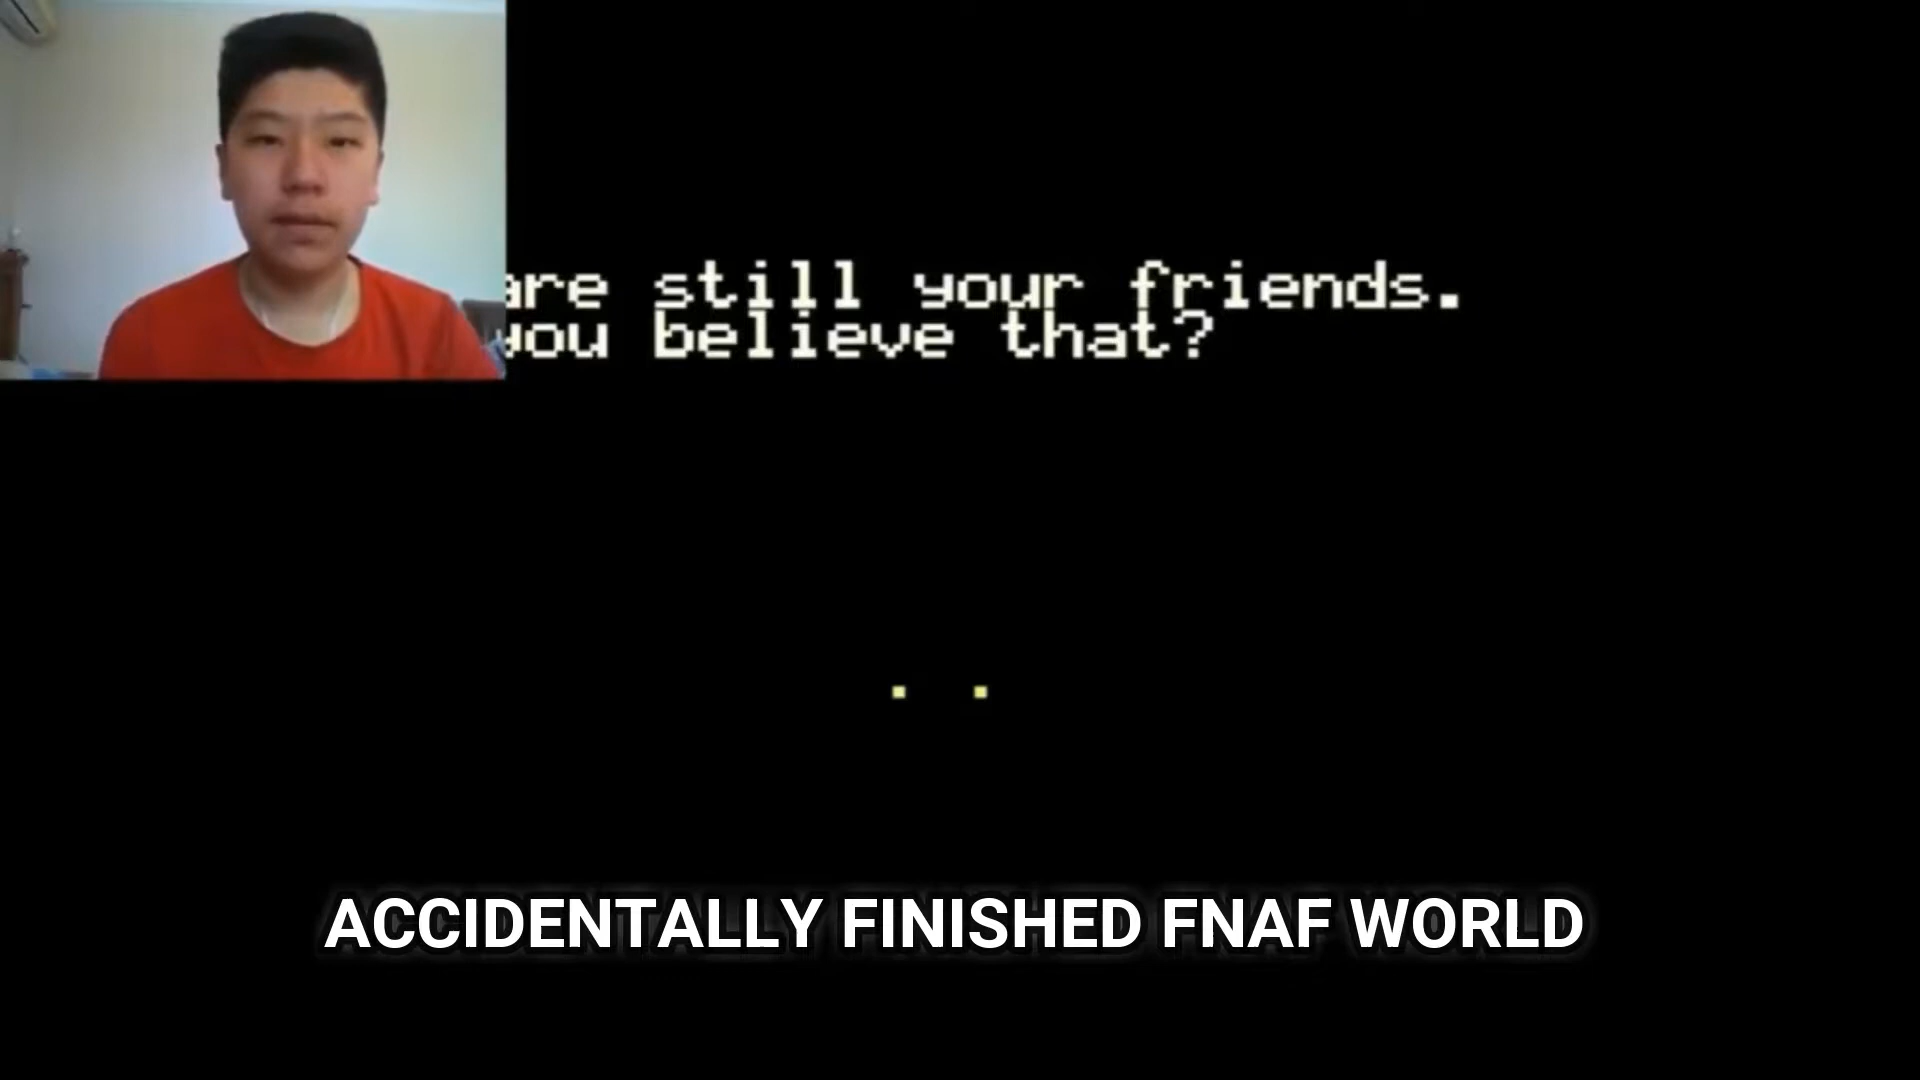 are still your friends.
you believe that?
ACCIDENTALLY FINISHED FNAF WORLD